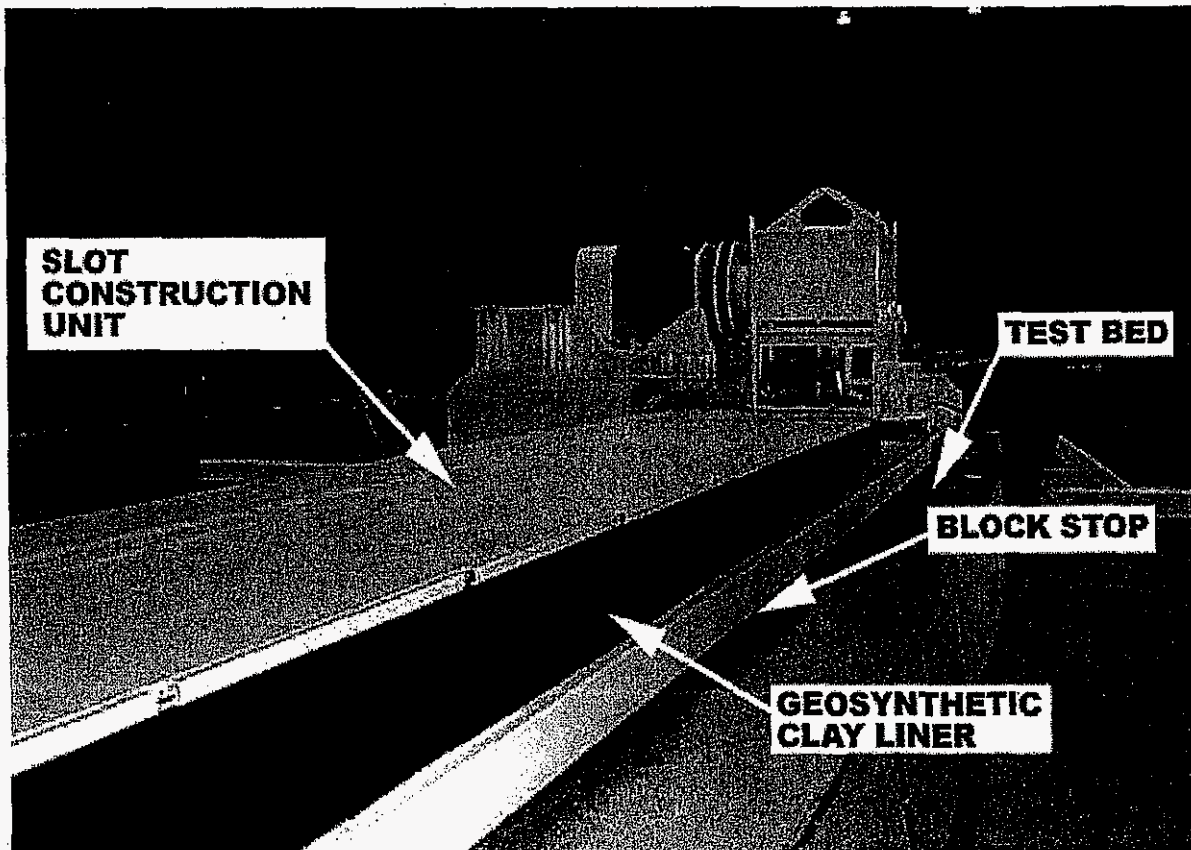 SLOT
CONSTRUCTION
UNIT
TEST BED
BLOCK STOP
GEOSYNTHETIC
CLAY LINER